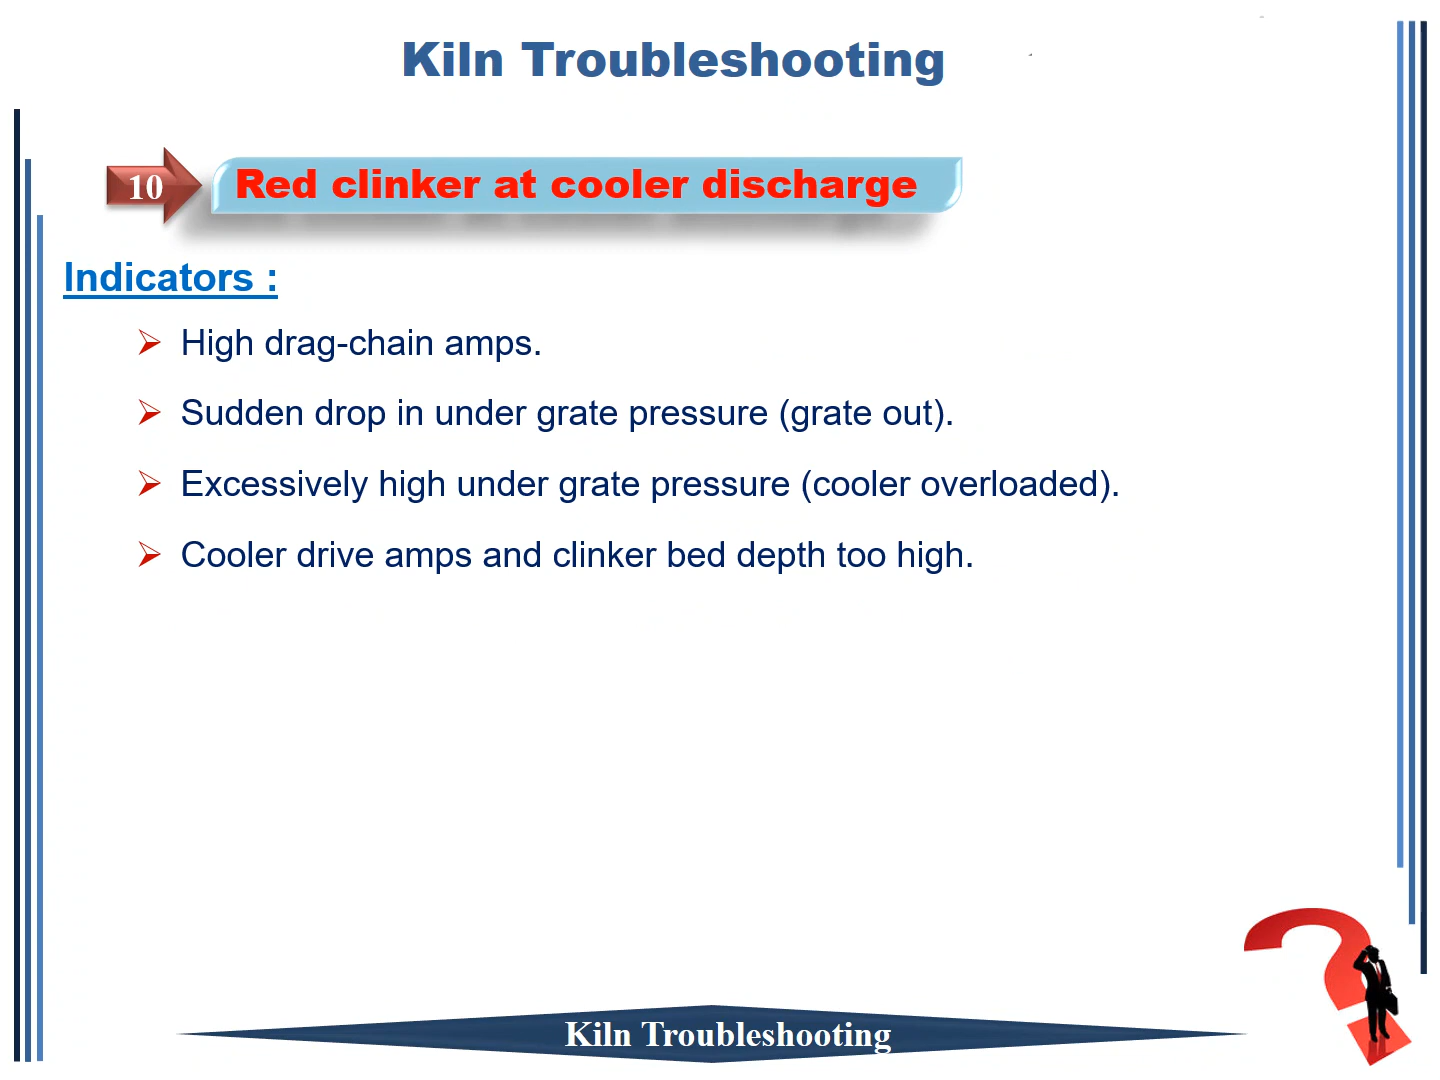 Kiln Troubleshooting
10
Red clinker at cooler discharge
Indicators :
High drag-chain amps.
Sudden drop in under grate pressure (grate out).
Excessively high under grate pressure (cooler overloaded).
Cooler drive amps and clinker bed depth too high.
Kiln Troubleshooting